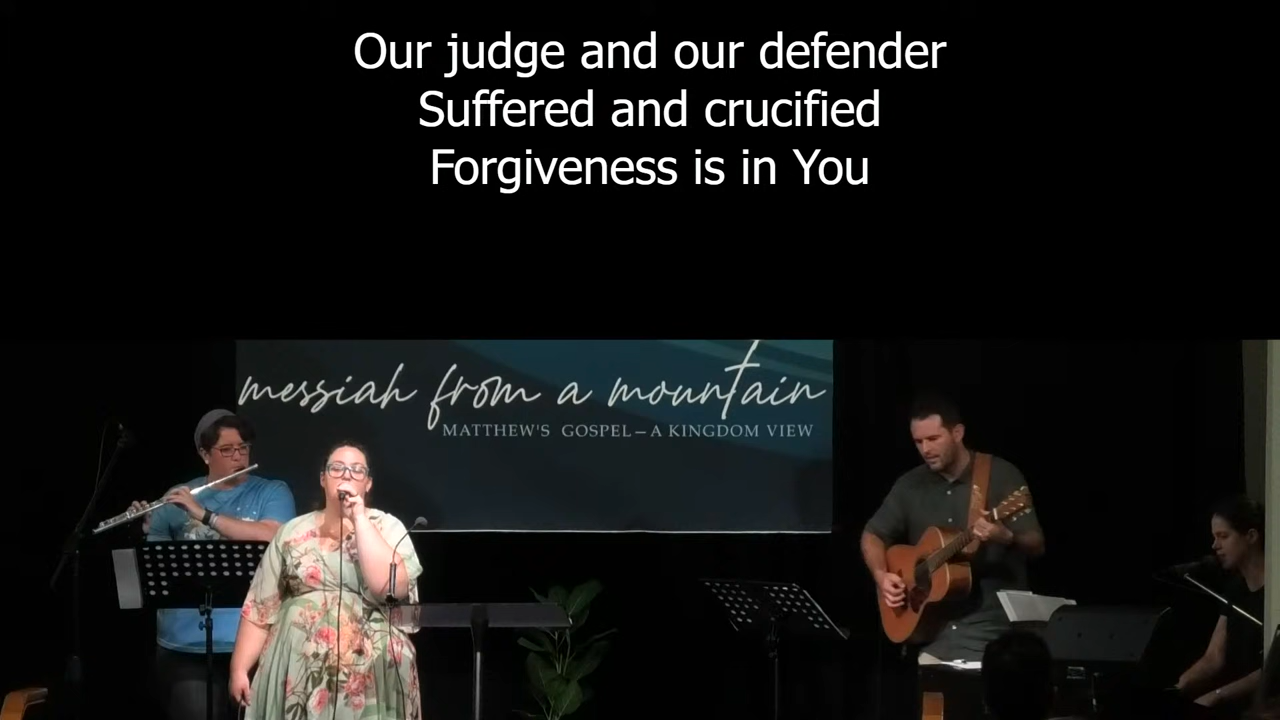 Our judge and our defender
Suffered and crucified
Forgiveness is in You
messiah from a mountain
MATTHEW'S GOSPEL—A KINGDOM VIEW